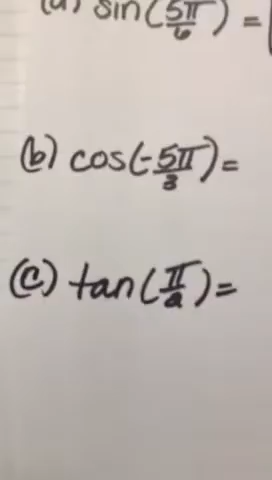 (a) sin(5π/6) =
(b) cos(-5π/3) =
(c) tan(π/2) =